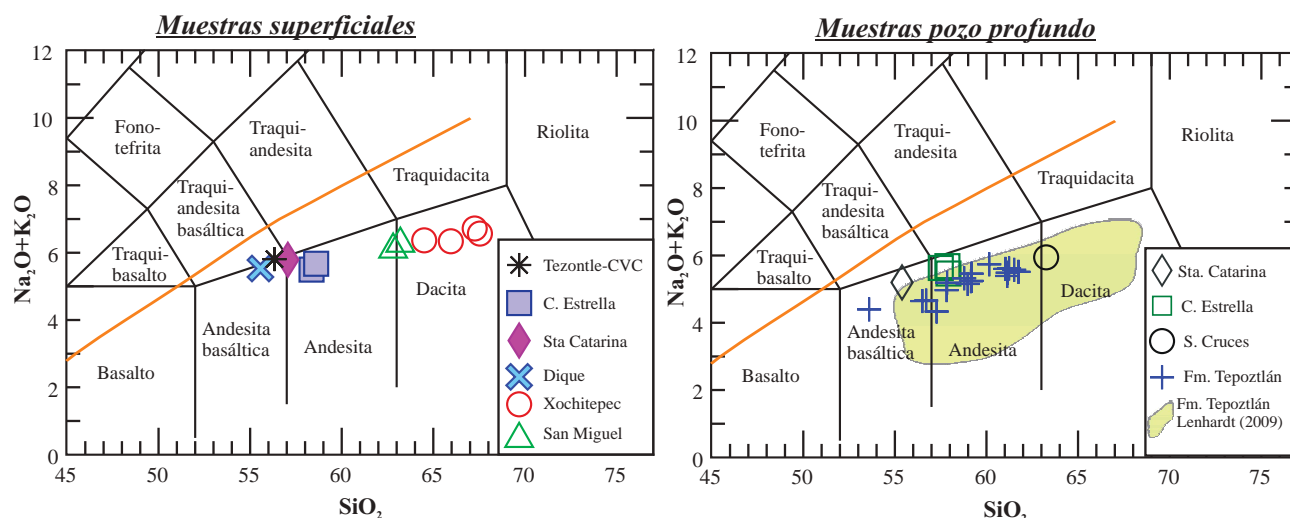 Muestras superficiales
12
10
8
6
4
2
0
Na₂O+K₂O
45
50
55
60
65
70
75
SiO₂
Fono-
tefrita
Traqui-
andesita
Traqui-
andesita
basáltica
Traqui-
basalto
Traquidacita
Riolita
Basalto
Andesita
basáltica
Andesita
Dacita
Tezontle-CVC
C. Estrella
Sta Catarina
Dique
Xochitepec
San Miguel
Muestras pozo profundo
12
10
8
6
4
2
0
Na₂O+K₂O
45
50
55
60
65
70
75
SiO₂
Fono-
tefrita
Traqui-
andesita
Traqui-
andesita
basáltica
Traqui-
basalto
Traquidacita
Riolita
Basalto
Andesita
basáltica
Andesita
Dacita
Sta. Catarina
C. Estrella
S. Cruces
Fm. Tepoztlán
Fm. Tepoztlán
Lenhardt (2009)